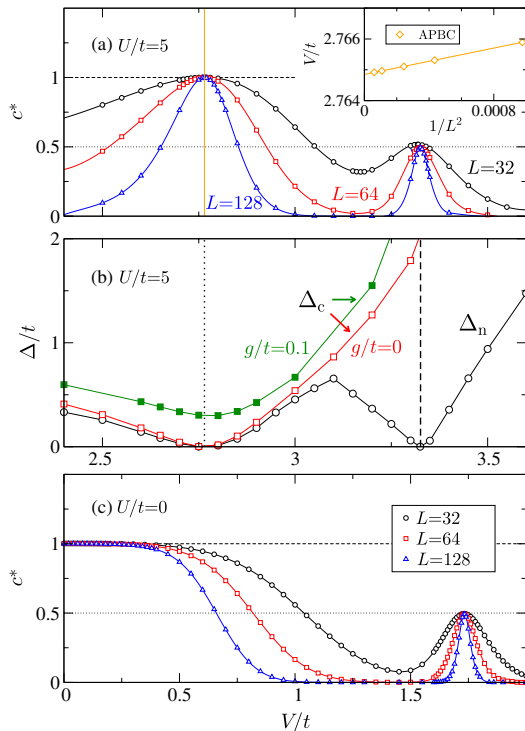 (a) U/t=5
c*
1
0.5
0
L=32
L=64
L=128
V/t
2.766
2.764
APBC
0
0.0008
1/L²
(b) U/t=5
Δ/t
2
1
0
Δc
g/t=0.1
g/t=0
Δn
2.5
3
3.5
(c) U/t=0
c*
1
0.5
0
L=32
L=64
L=128
0
0.5
1
1.5
V/t